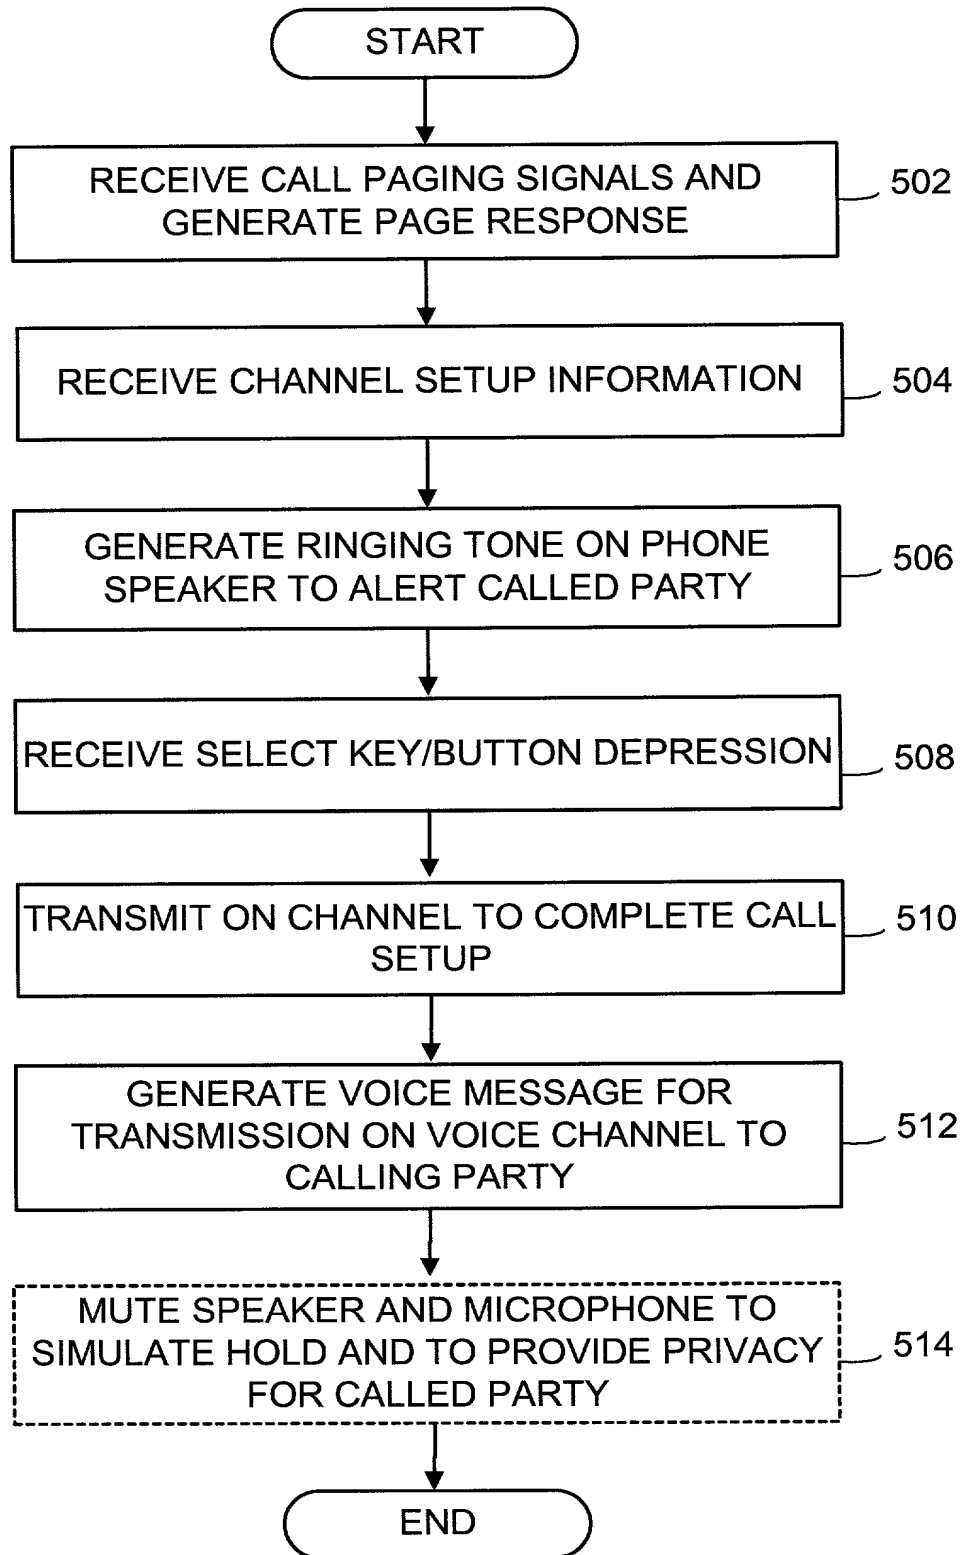 START
RECEIVE CALL PAGING SIGNALS AND
GENERATE PAGE RESPONSE
502
RECEIVE CHANNEL SETUP INFORMATION
504
GENERATE RINGING TONE ON PHONE
SPEAKER TO ALERT CALLED PARTY
506
RECEIVE SELECT KEY/BUTTON DEPRESSION
508
TRANSMIT ON CHANNEL TO COMPLETE CALL
SETUP
510
GENERATE VOICE MESSAGE FOR
TRANSMISSION ON VOICE CHANNEL TO
CALLING PARTY
512
MUTE SPEAKER AND MICROPHONE TO
SIMULATE HOLD AND TO PROVIDE PRIVACY
FOR CALLED PARTY
514
END